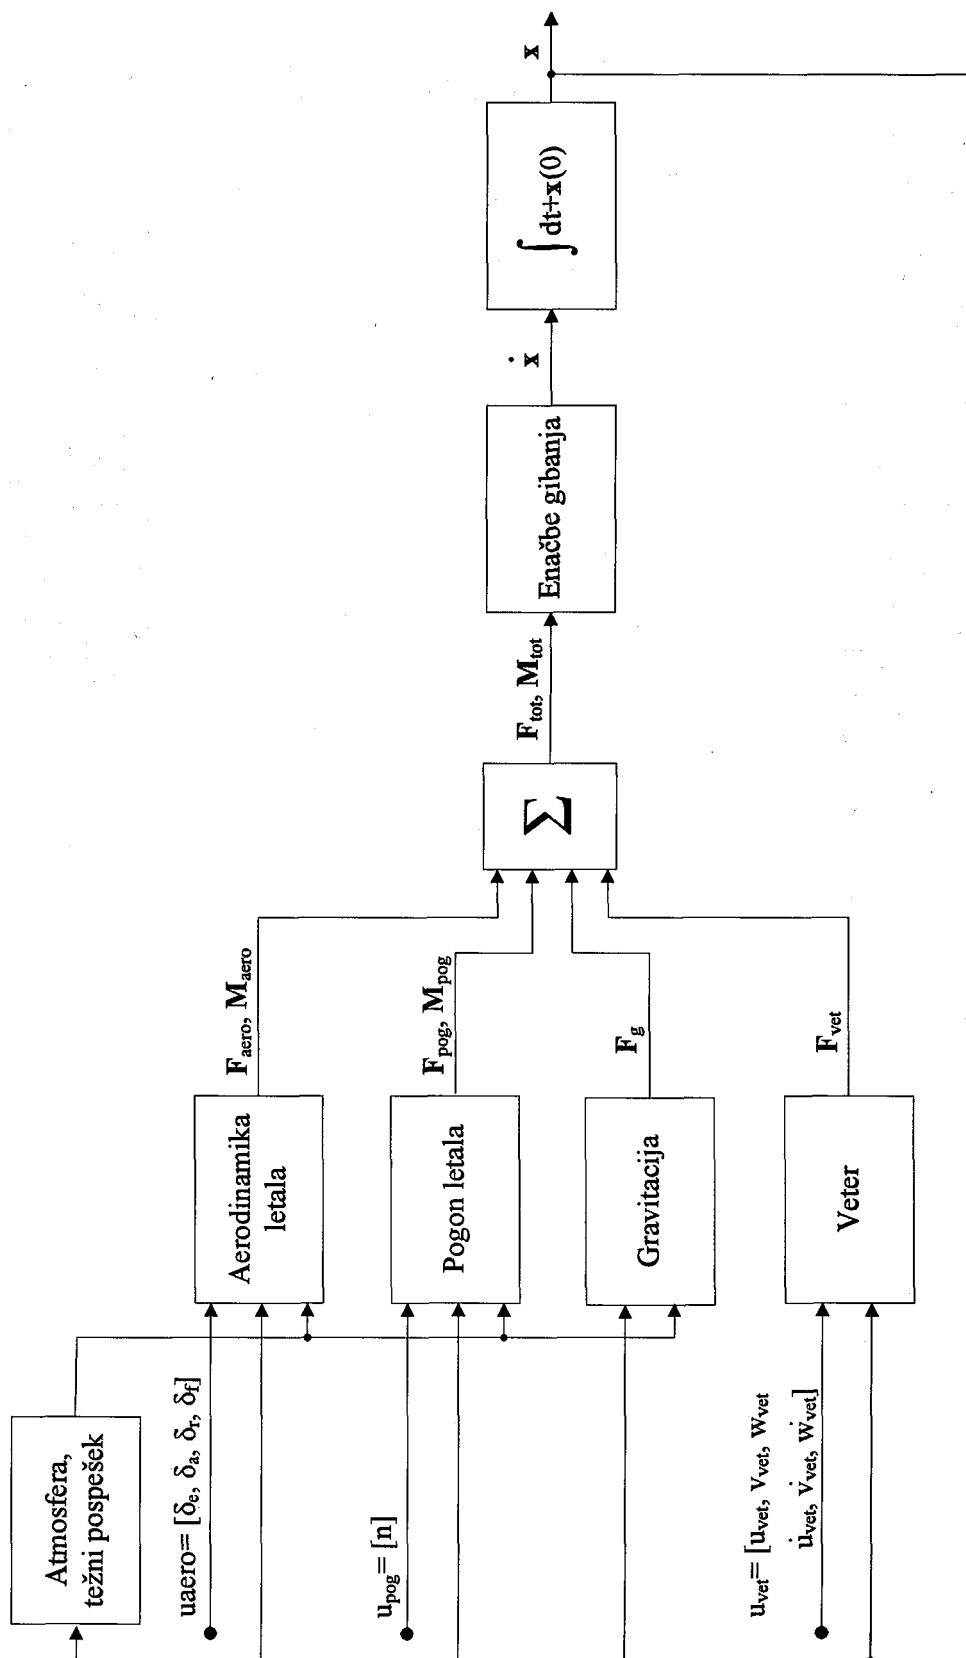 Atmosfera,
težni pospešek
uaero= [δe, δa, δr, δf]
Aerodinamika
letala
Faero, Maero
upog= [n]
Pogon letala
Fpog, Mpog
Gravitacija
Fg
uvet= [uvet, vvet, wvet
u̇vet, v̇vet, ẇvet]
Veter
Fvet
Σ
Ftot, Mtot
Enačbe gibanja
ẋ
∫ dt+x(0)
x